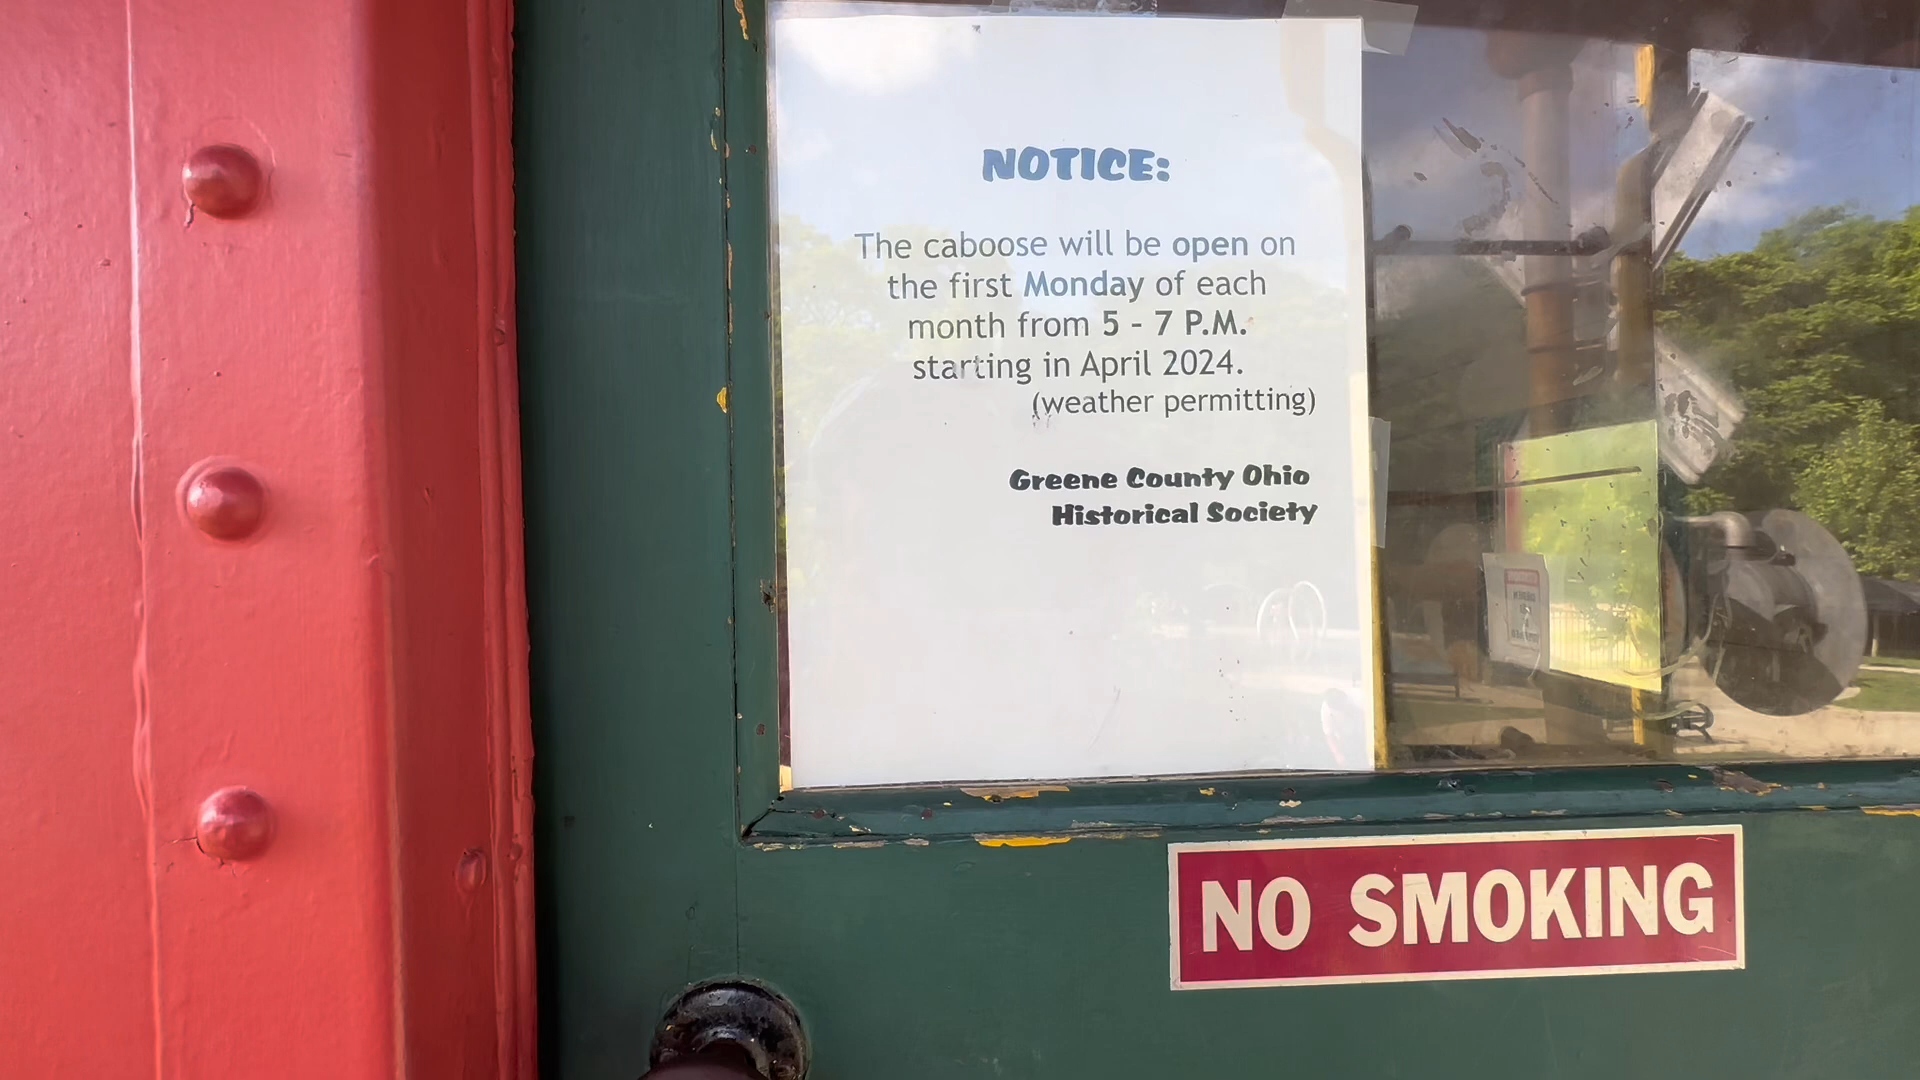 NOTICE:
The caboose will be open on
the first Monday of each
month from 5 - 7 P.M.
starting in April 2024.
(weather permitting)
Greene County Ohio
Historical Society
NO SMOKING